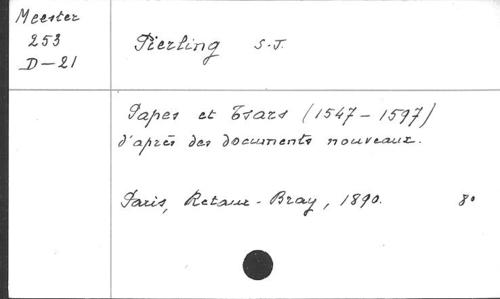 Meester
253
D-21
Pierling S.J.
Papes et Tsars (1547-1597)
d'après des documents nouveaux.
Paris, Retaux-Bray, 1890. 8°